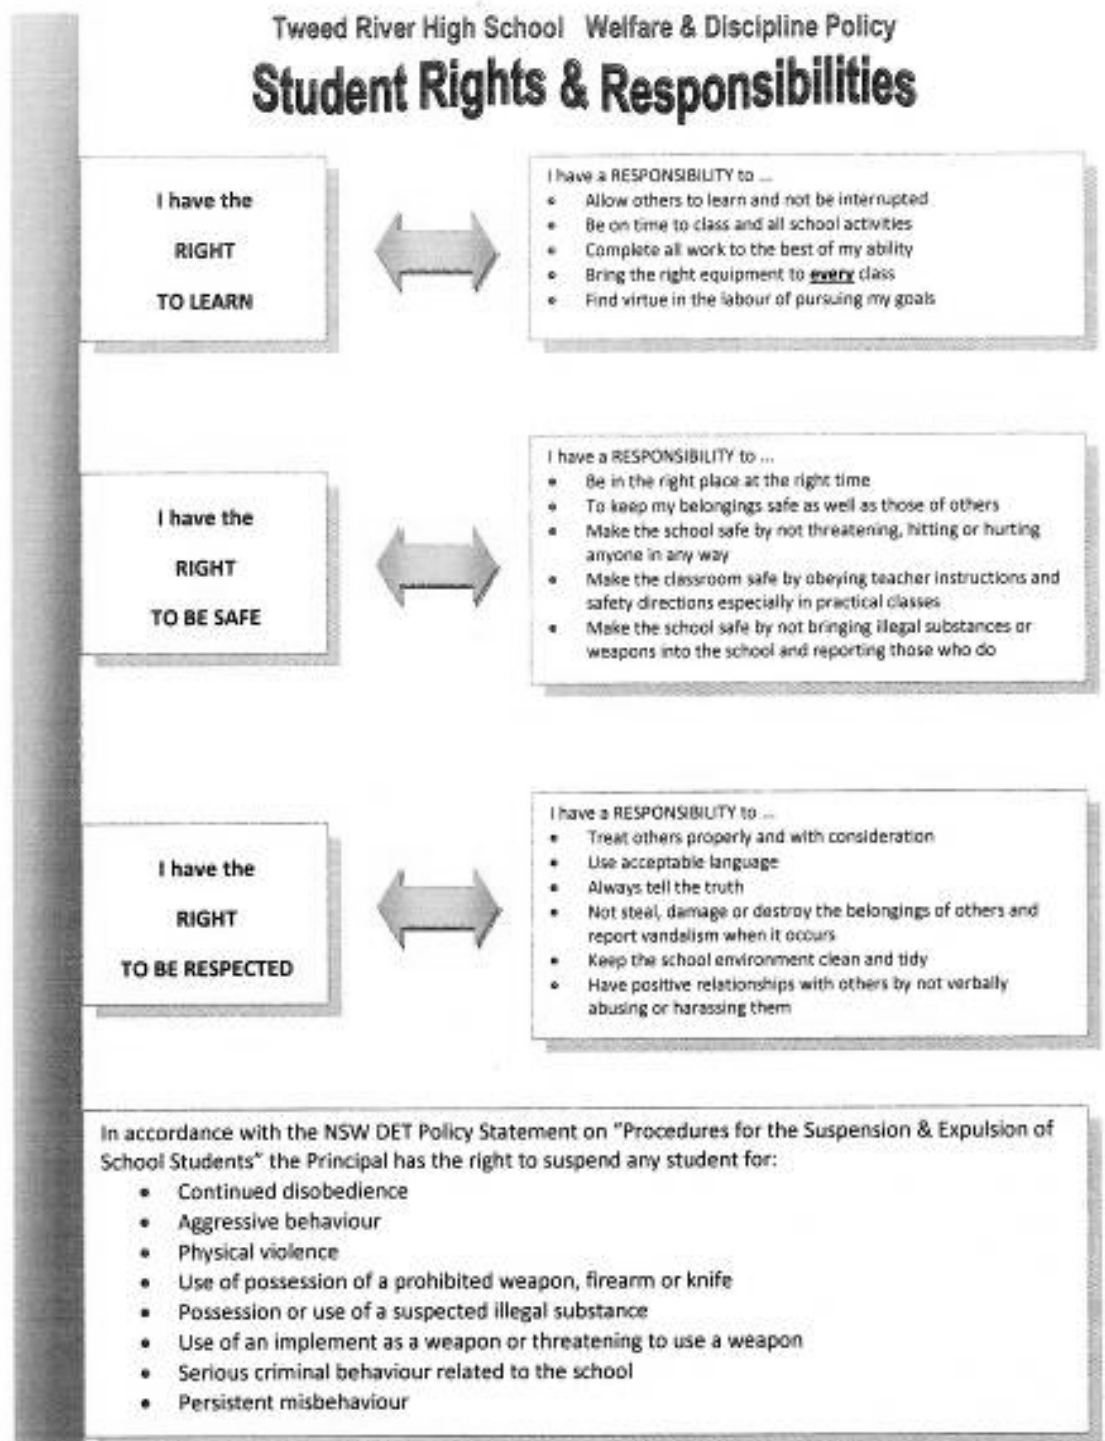 Tweed River High School Welfare & Discipline Policy
Student Rights & Responsibilities
I have the
RIGHT
TO LEARN
I have a RESPONSIBILITY to ...
• Allow others to learn and not be interrupted
• Be on time to class and all school activities
• Complete all work to the best of my ability
• Bring the right equipment to every class
• Find virtue in the labour of pursuing my goals
I have the
RIGHT
TO BE SAFE
I have a RESPONSIBILITY to ...
• Be in the right place at the right time
• To keep my belongings safe as well as those of others
• Make the school safe by not threatening, hitting or hurting
anyone in any way
• Make the classroom safe by obeying teacher instructions and
safety directions especially in practical classes
• Make the school safe by not bringing illegal substances or
weapons into the school and reporting those who do
I have the
RIGHT
TO BE RESPECTED
I have a RESPONSIBILITY to ...
• Treat others properly and with consideration
• Use acceptable language
• Always tell the truth
• Not steal, damage or destroy the belongings of others and
report vandalism when it occurs
• Keep the school environment clean and tidy
• Have positive relationships with others by not verbally
abusing or harassing them
In accordance with the NSW DET Policy Statement on "Procedures for the Suspension & Expulsion of
School Students" the Principal has the right to suspend any student for:
• Continued disobedience
• Aggressive behaviour
• Physical violence
• Use of possession of a prohibited weapon, firearm or knife
• Possession or use of a suspected illegal substance
• Use of an implement as a weapon or threatening to use a weapon
• Serious criminal behaviour related to the school
• Persistent misbehaviour